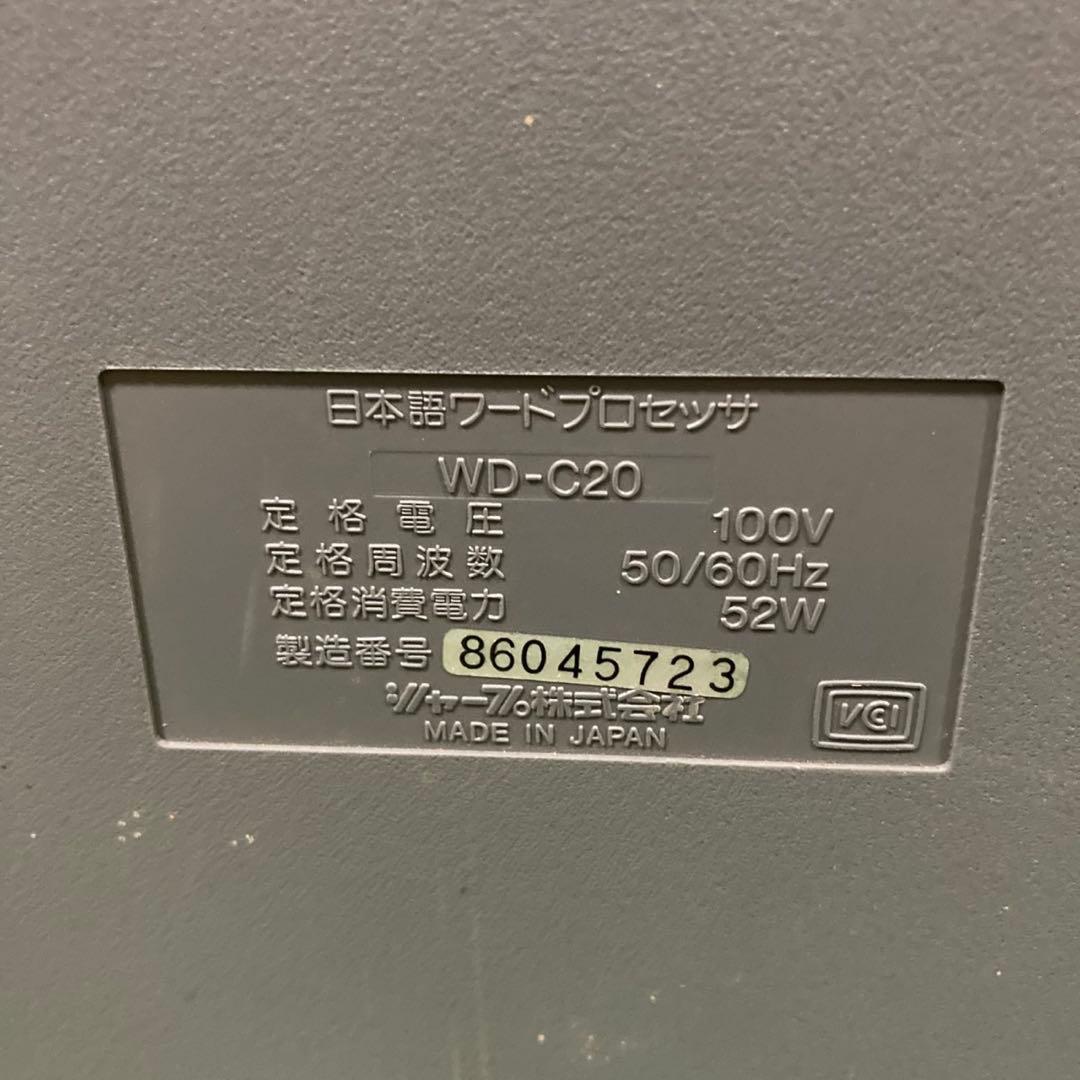 日本語ワードプロセッサ
WD-C20
定格電圧 100V
定格周波数 50/60Hz
定格消費電力 52W
製造番号 86045723
シャープ株式会社
MADE IN JAPAN
VCCI